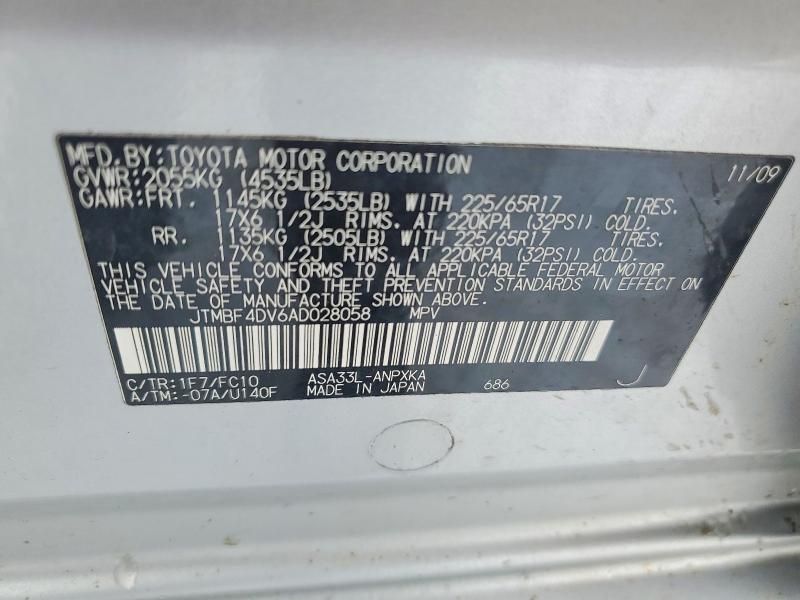 MFD. BY: TOYOTA MOTOR CORPORATION 11/09
GVWR: 2055KG (4535LB)
GAWR: FRT. 1145KG (2535LB) WITH 225/65R17 TIRES.
17X6 1/2J RIMS. AT 220KPA (32PSI) COLD.
RR. 1135KG (2505LB) WITH 225/65R17 TIRES.
17X6 1/2J RIMS. AT 220KPA (32PSI) COLD.
THIS VEHICLE CONFORMS TO ALL APPLICABLE FEDERAL MOTOR
VEHICLE SAFETY AND THEFT PREVENTION STANDARDS IN EFFECT ON
THE DATE OF MANUFACTURE SHOWN ABOVE.
JTMBF4DV6AD028058 MPV
C/TR: 1F7/FC10 ASA33L-ANPXKA
A/TM: -07A/U140F MADE IN JAPAN 686 J